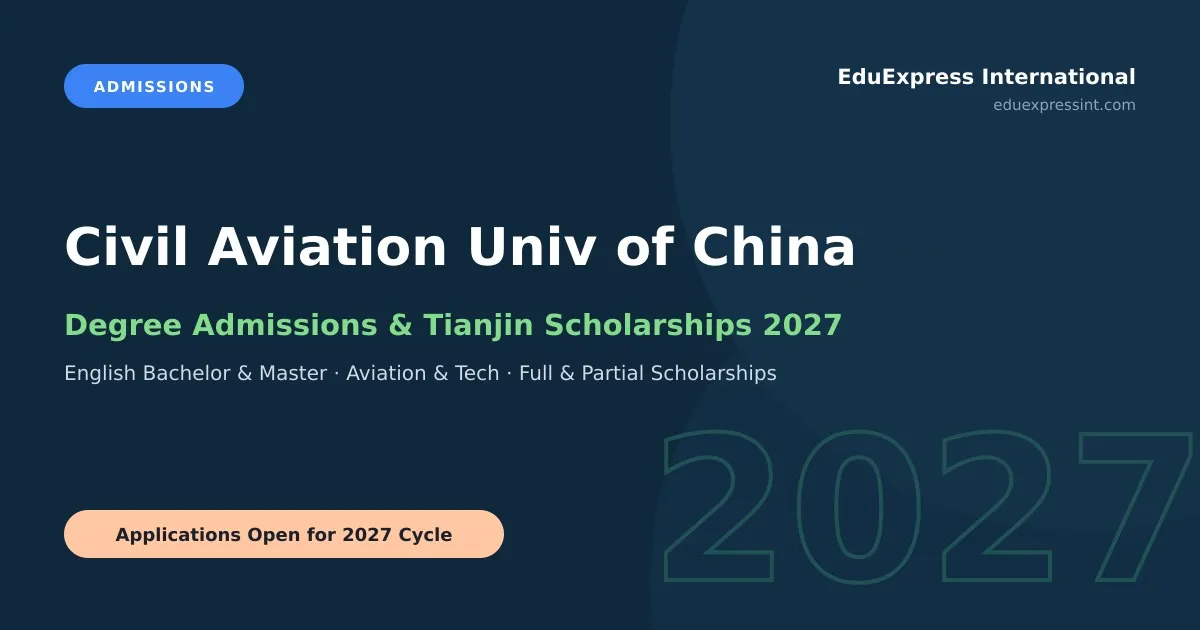 ADMISSIONS
EduExpress International
eduexpressint.com
Civil Aviation Univ of China
Degree Admissions & Tianjin Scholarships 2027
English Bachelor & Master · Aviation & Tech · Full & Partial Scholarships
2027
Applications Open for 2027 Cycle